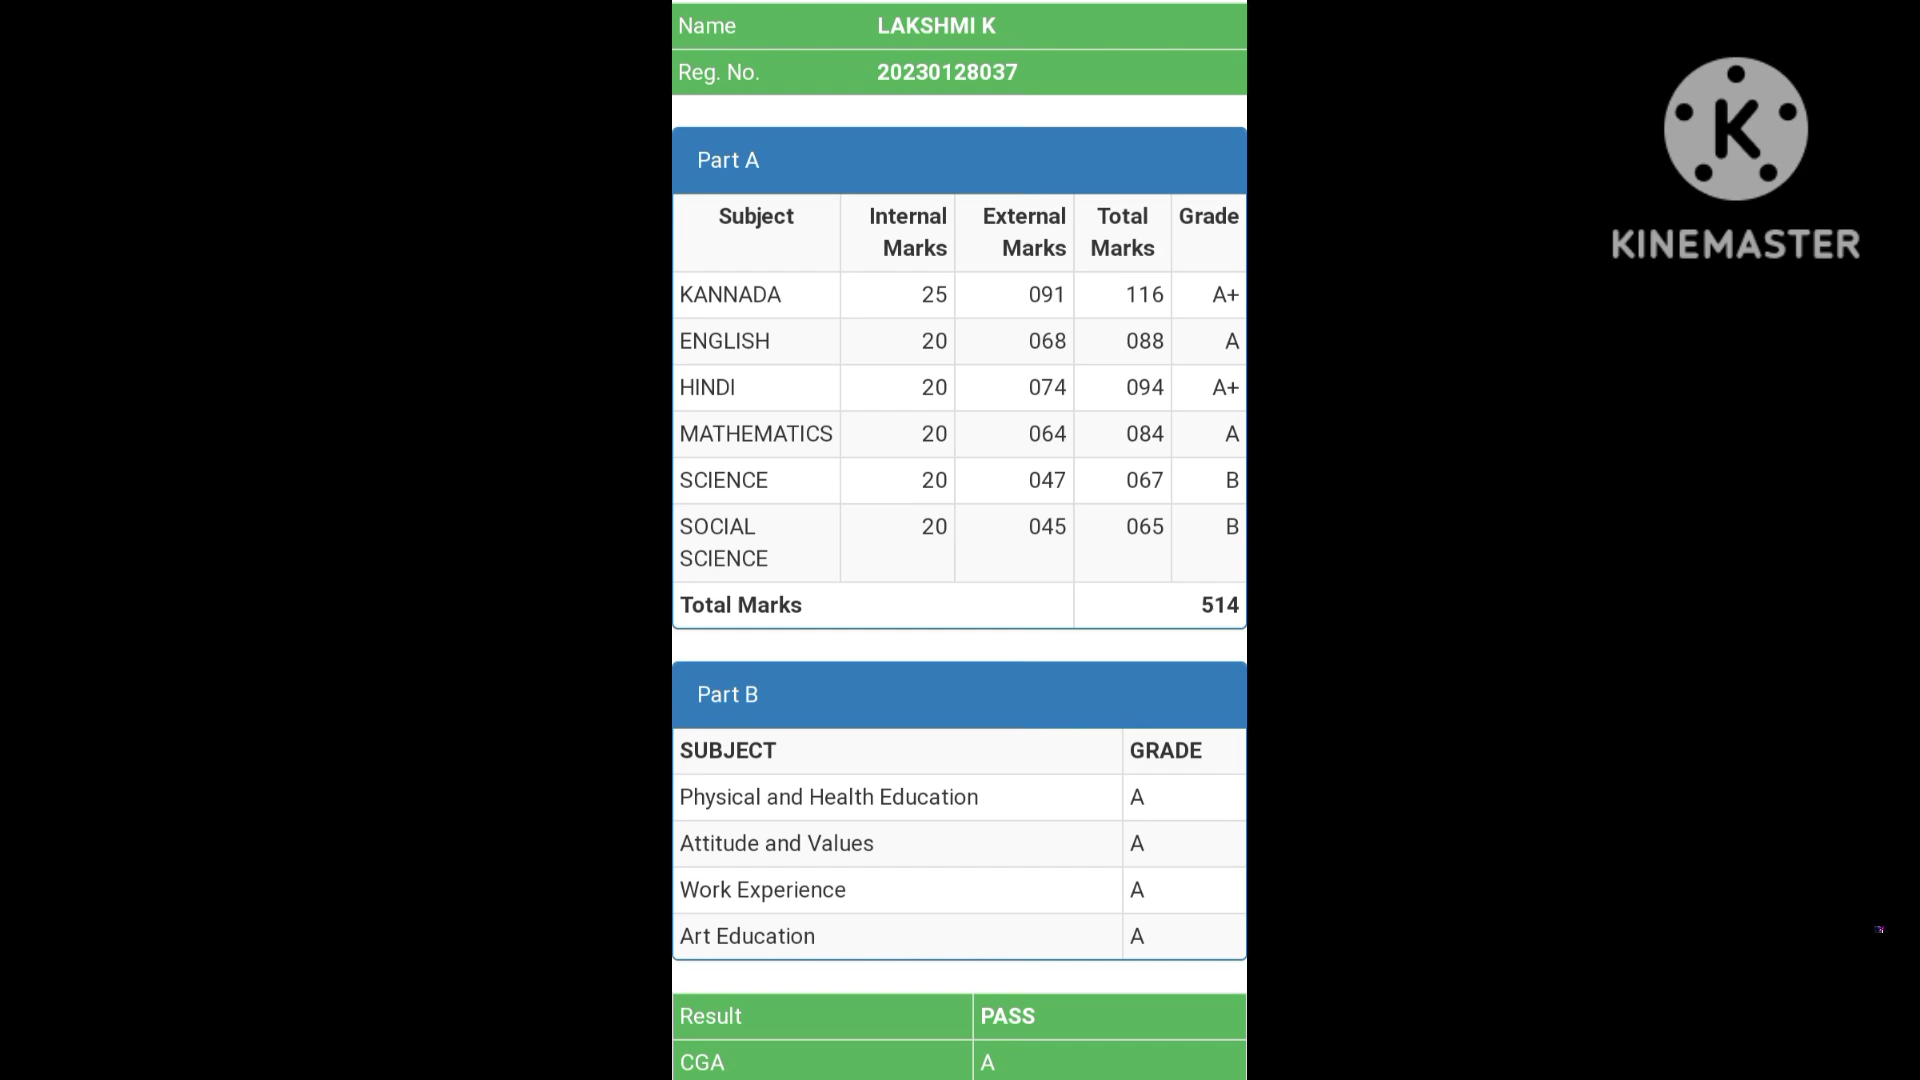 Name LAKSHMI K
Reg. No. 20230128037
Part A
Subject Internal Marks External Marks Total Marks Grade
KANNADA 25 091 116 A+
ENGLISH 20 068 088 A
HINDI 20 074 094 A+
MATHEMATICS 20 064 084 A
SCIENCE 20 047 067 B
SOCIAL SCIENCE 20 045 065 B
Total Marks 514
Part B
SUBJECT GRADE
Physical and Health Education A
Attitude and Values A
Work Experience A
Art Education A
Result PASS
CGA A
K
KINEMASTER